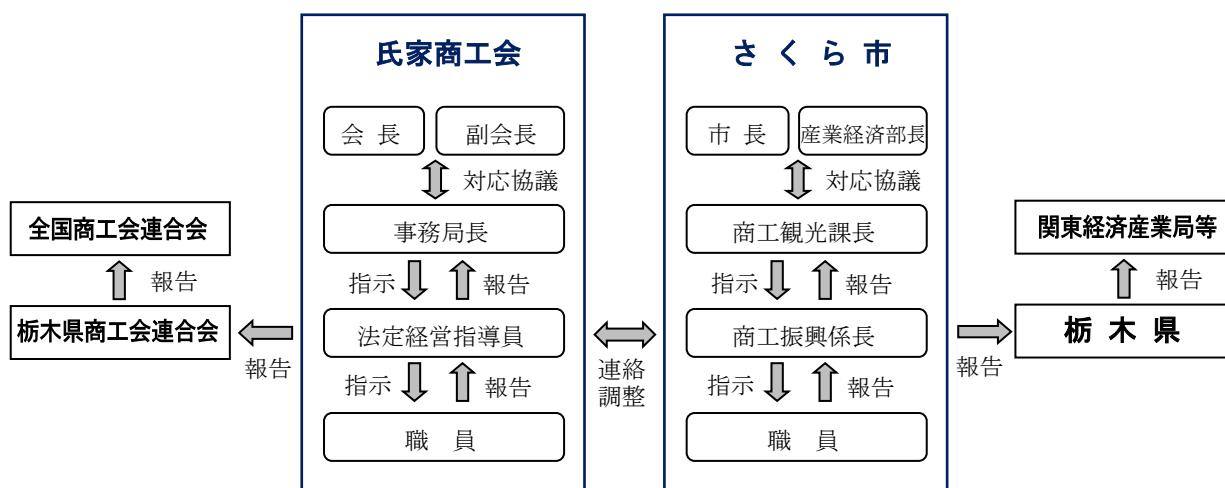 氏家商工会
さくら市
会 長
副会長
市 長
産業経済部長
対応協議
対応協議
全国商工会連合会
事務局長
商工観光課長
関東経済産業局等
報告
指示
報告
指示
報告
報告
栃木県商工会連合会
法定経営指導員
商工振興係長
栃 木 県
報告
連絡
調整
報告
指示
報告
指示
報告
職 員
職 員